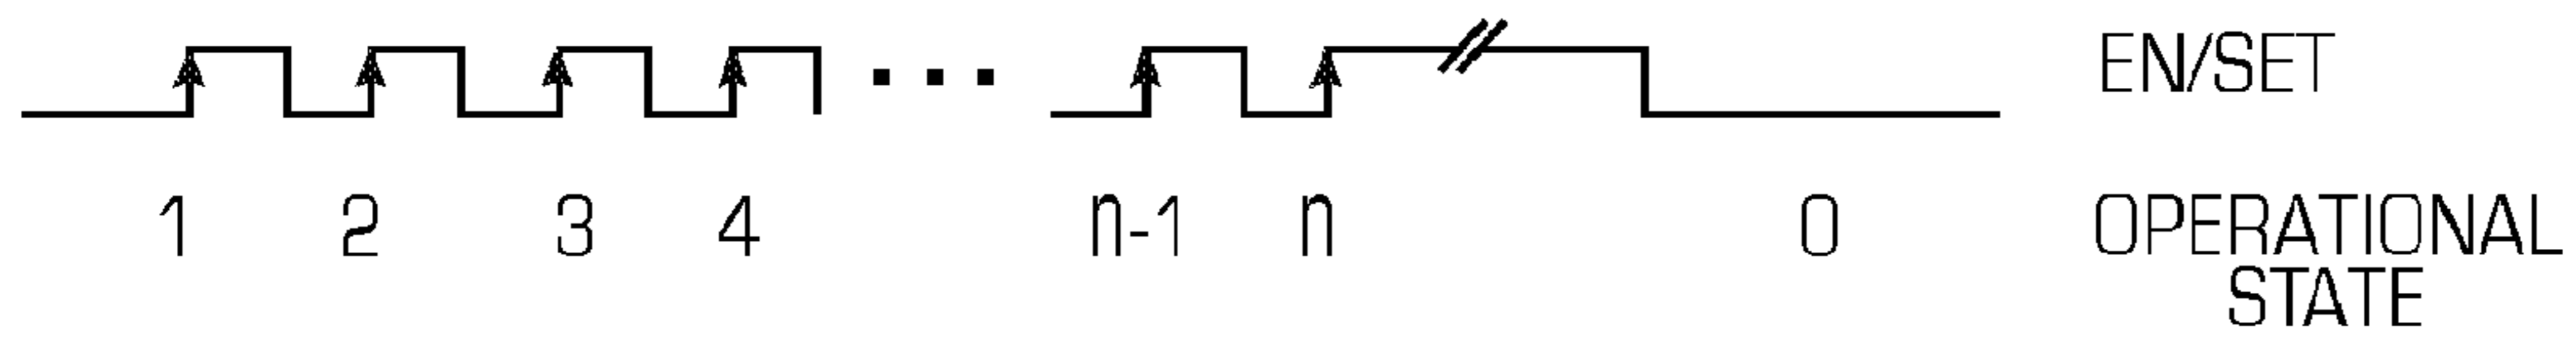 EN/SET
1 2 3 4 n-1 n 0 OPERATIONAL
STATE